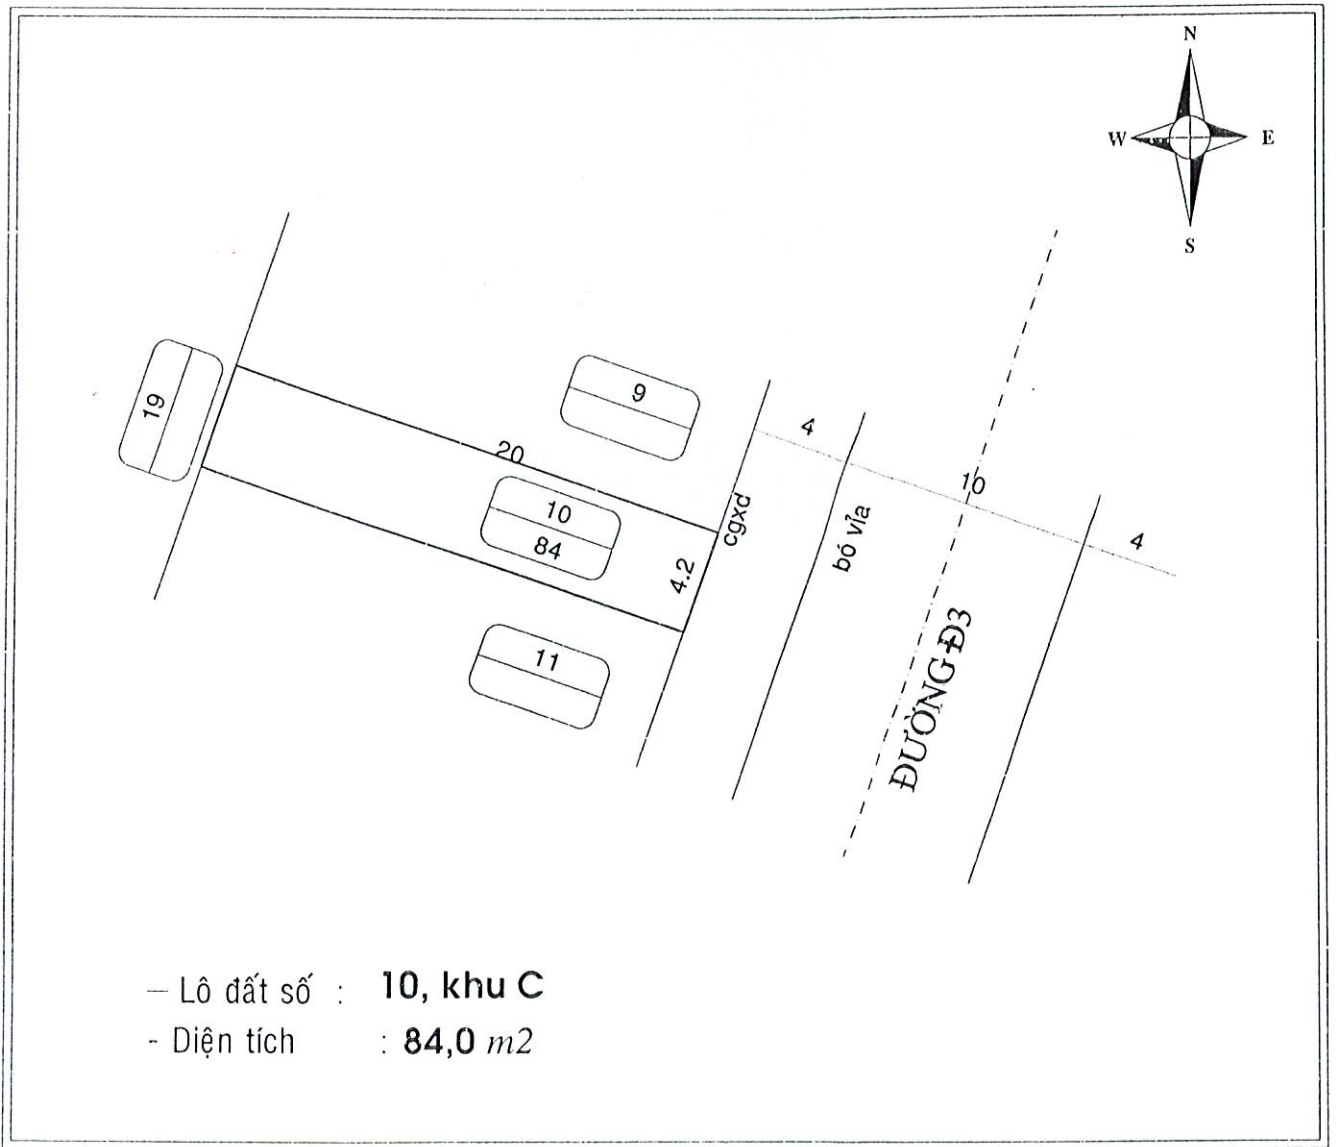 N
W
E
S
19
9
4
20
10
10
84
cgxd
bó vỉa
4
4.2
11
ĐƯỜNG Đ3
– Lô đất số : 10, khu C
- Diện tích : 84,0 m2